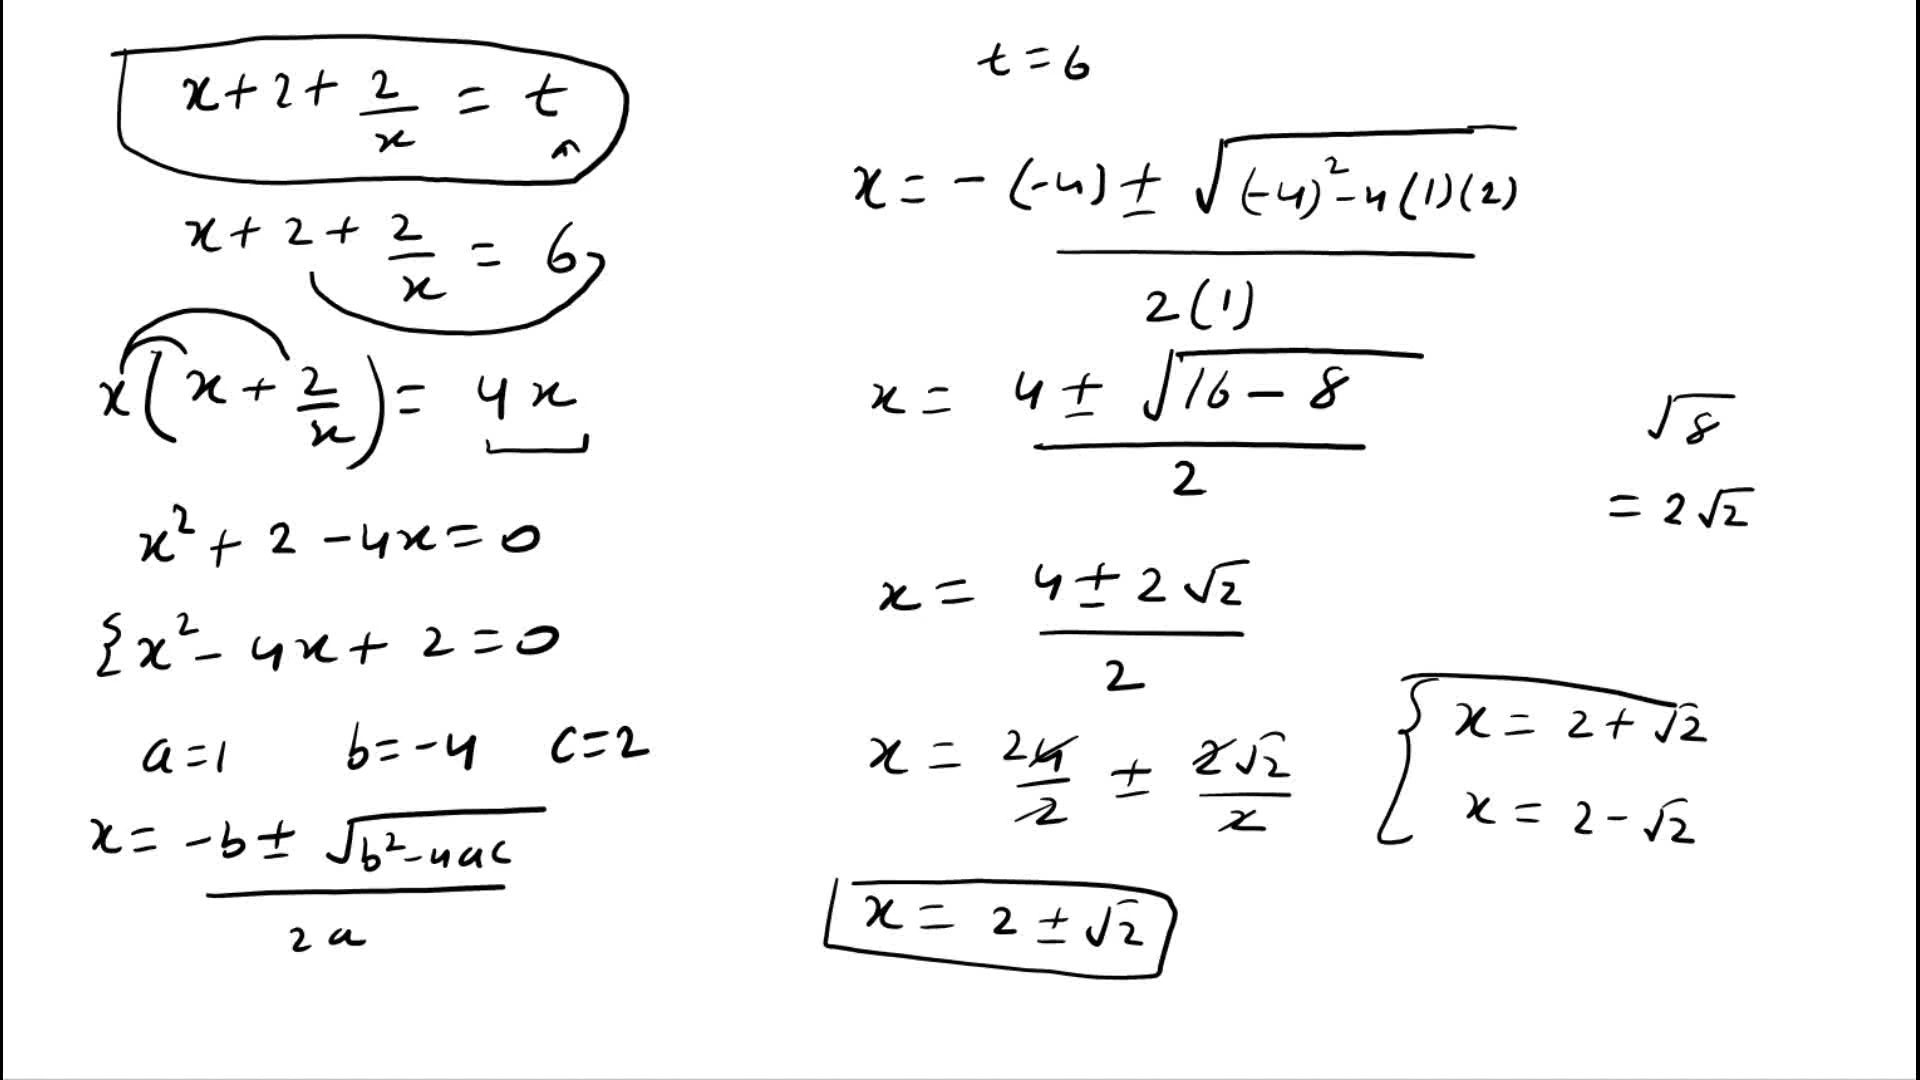 x + 2 + 2/x = t
x + 2 + 2/x = 6
x(x + 2/x) = 4x
x² + 2 - 4x = 0
{x² - 4x + 2 = 0
a = 1 b = -4 c = 2
x = -b ± √b² - 4ac
2a
t = 6
x = -(-4) ± √(-4)² - 4(1)(2)
2(1)
x = 4 ± √16 - 8
2
x = 4 ± 2√2
2
x = 2 4/2 ± 2√2/2
x = 2 ± √2
√8
= 2√2
{ x = 2 + √2
x = 2 - √2